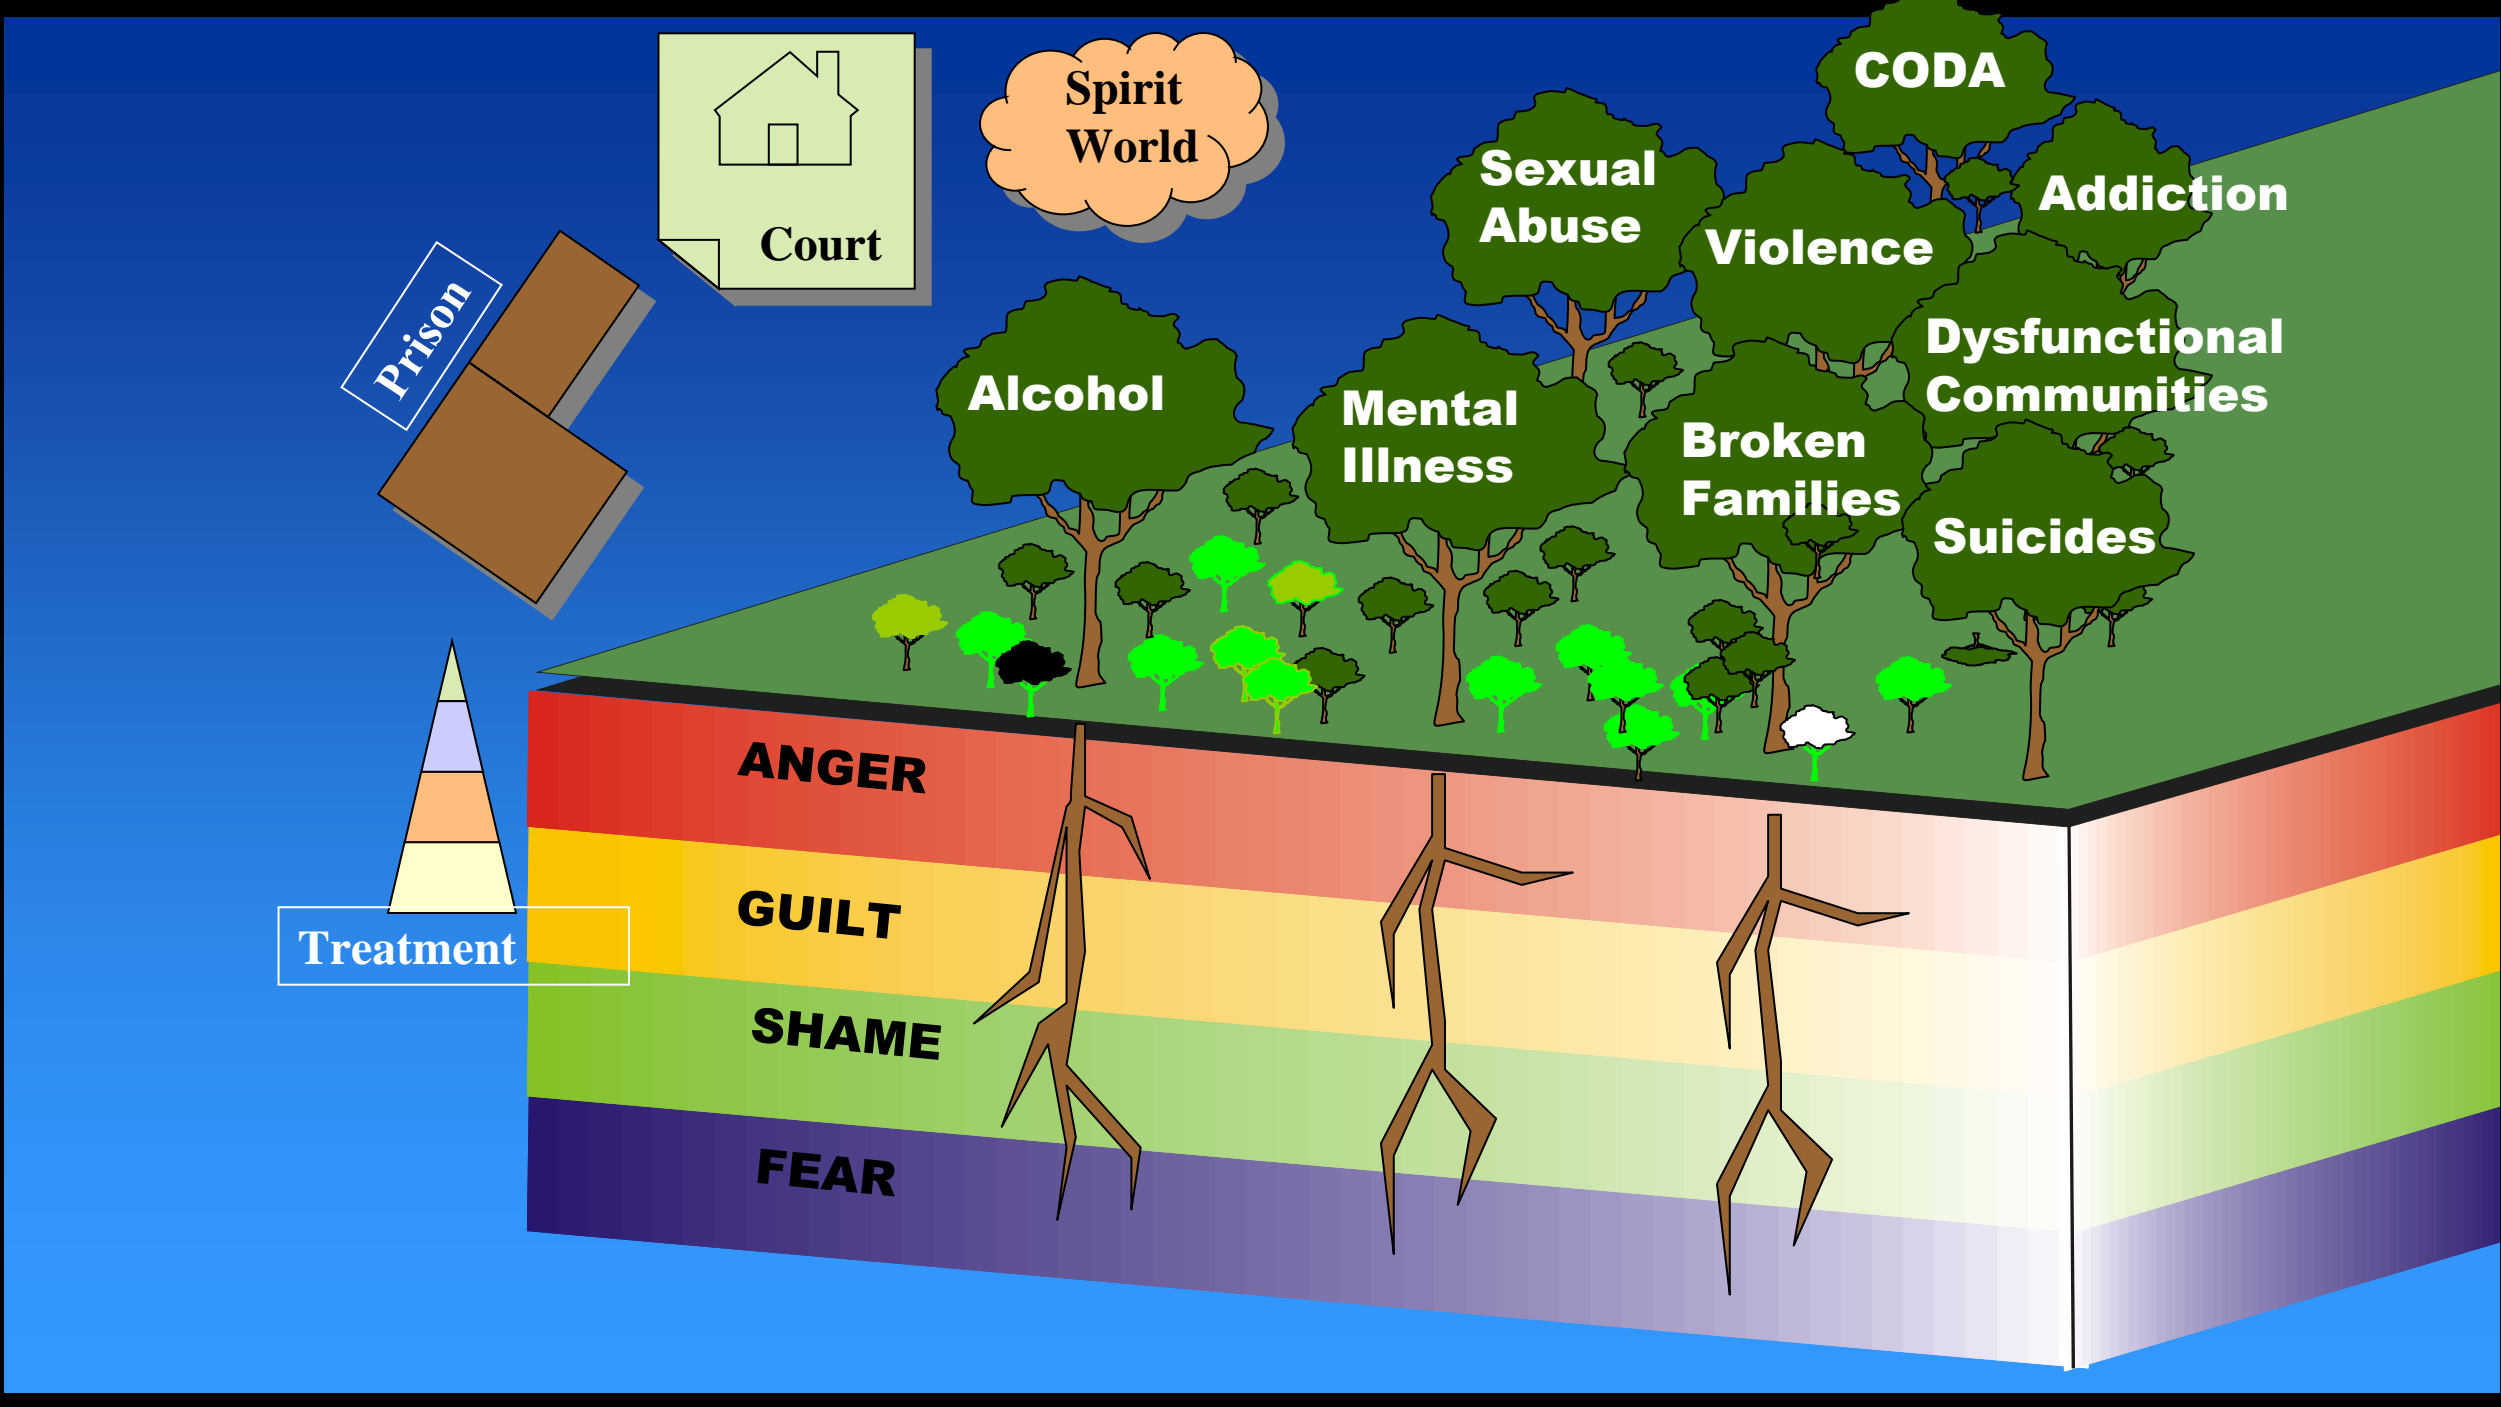 CODA
Spirit
World
Court
Prison
Sexual
Abuse
Addiction
Violence
Alcohol
Mental
Illness
Dysfunctional
Communities
Broken
Families
Suicides
ANGER
GUILT
Treatment
SHAME
FEAR